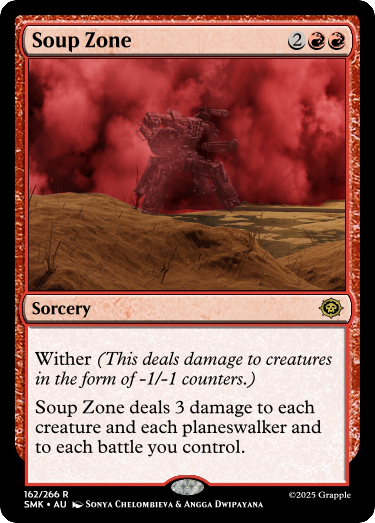 Soup Zone 2
Sorcery
Wither (This deals damage to creatures
in the form of -1/-1 counters.)
Soup Zone deals 3 damage to each
creature and each planeswalker and
to each battle you control.
162/266 R
SMK • AU Sonya Chelombieva & Angga Dwipayana
©2025 Grapple